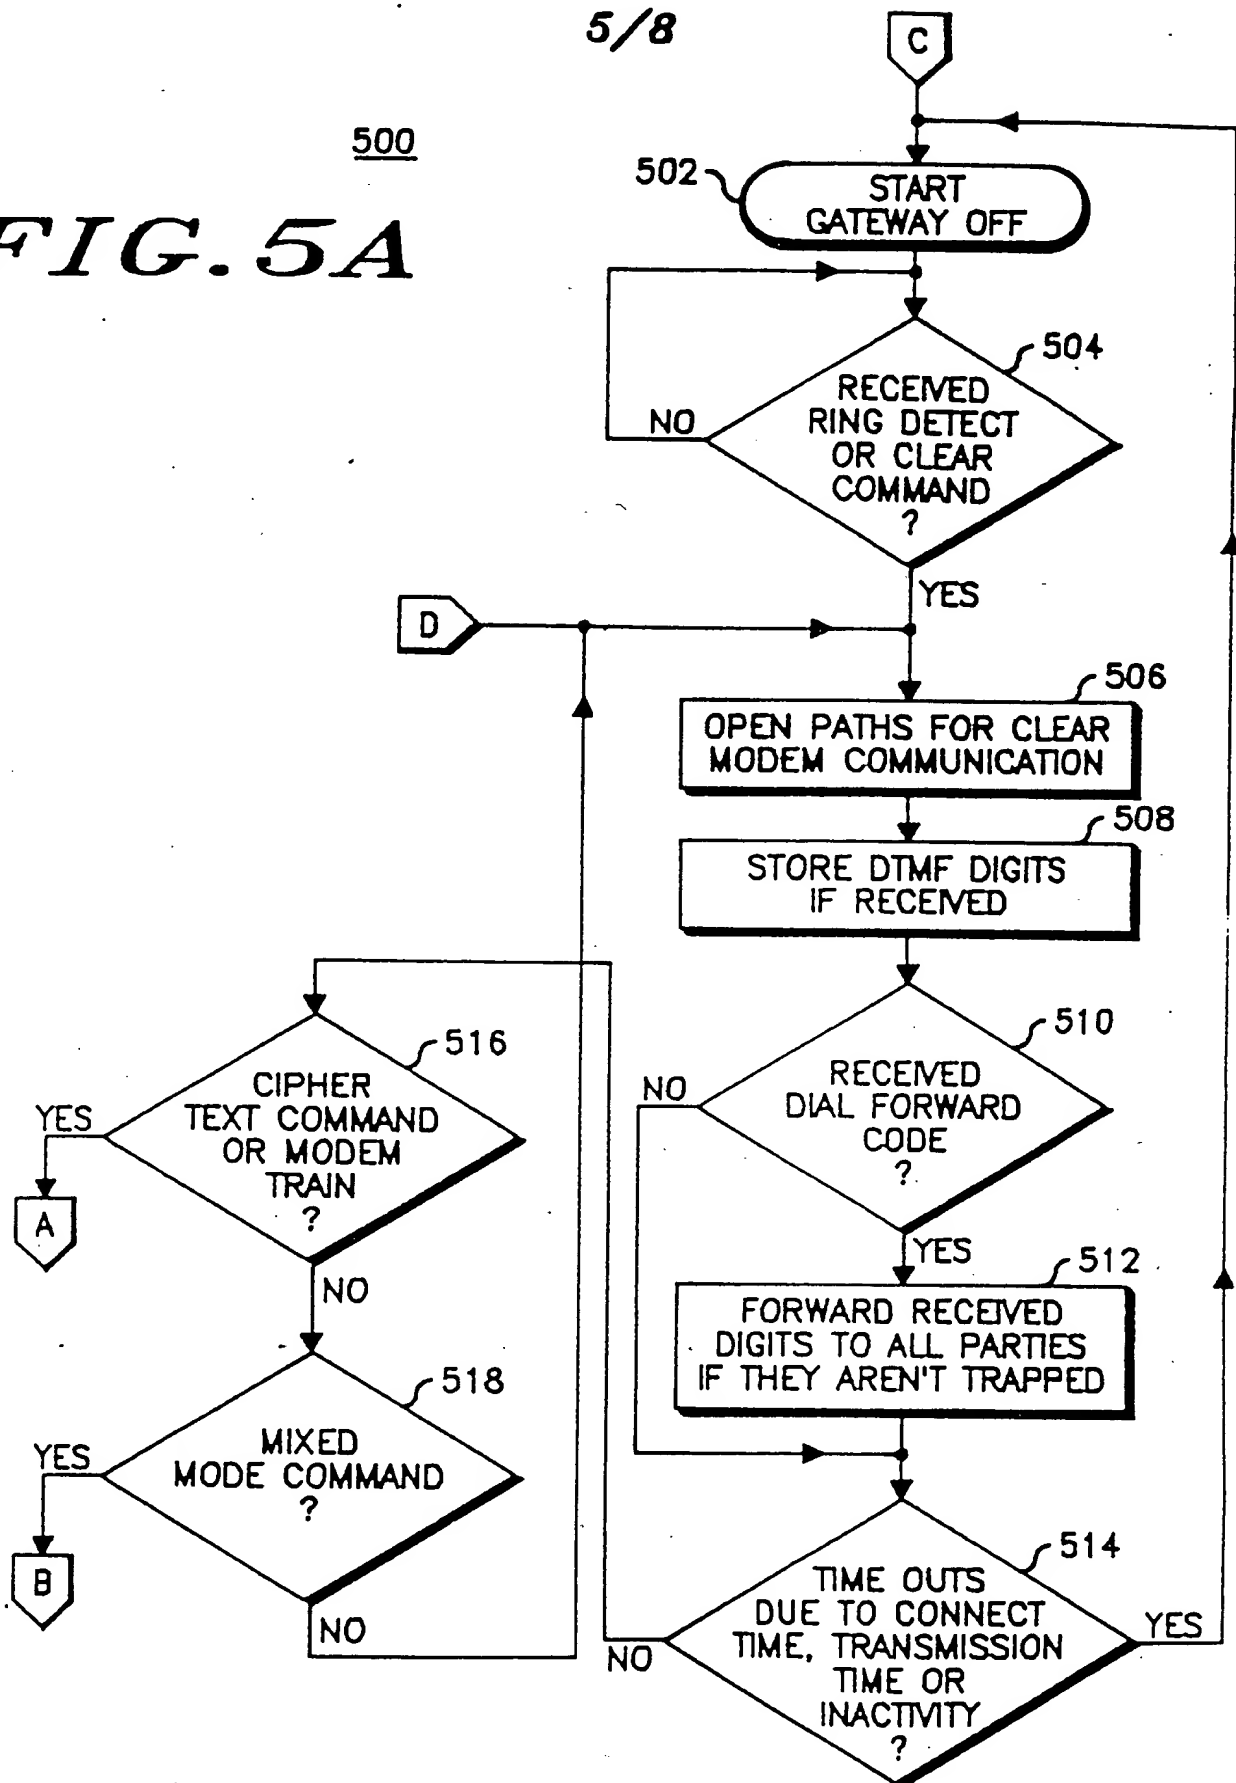 5/8
C
500
FIG. 5A
502
START
GATEWAY OFF
504
RECEIVED
RING DETECT
OR CLEAR
COMMAND
?
NO
YES
D
506
OPEN PATHS FOR CLEAR
MODEM COMMUNICATION
508
STORE DTMF DIGITS
IF RECEIVED
510
RECEIVED
DIAL FORWARD
CODE
?
NO
YES
512
FORWARD RECEIVED
DIGITS TO ALL PARTIES
IF THEY AREN'T TRAPPED
514
TIME OUTS
DUE TO CONNECT
TIME, TRANSMISSION
TIME OR
INACTIVITY
?
YES
NO
516
CIPHER
TEXT COMMAND
OR MODEM
TRAIN
?
YES
A
NO
518
MIXED
MODE COMMAND
?
YES
B
NO